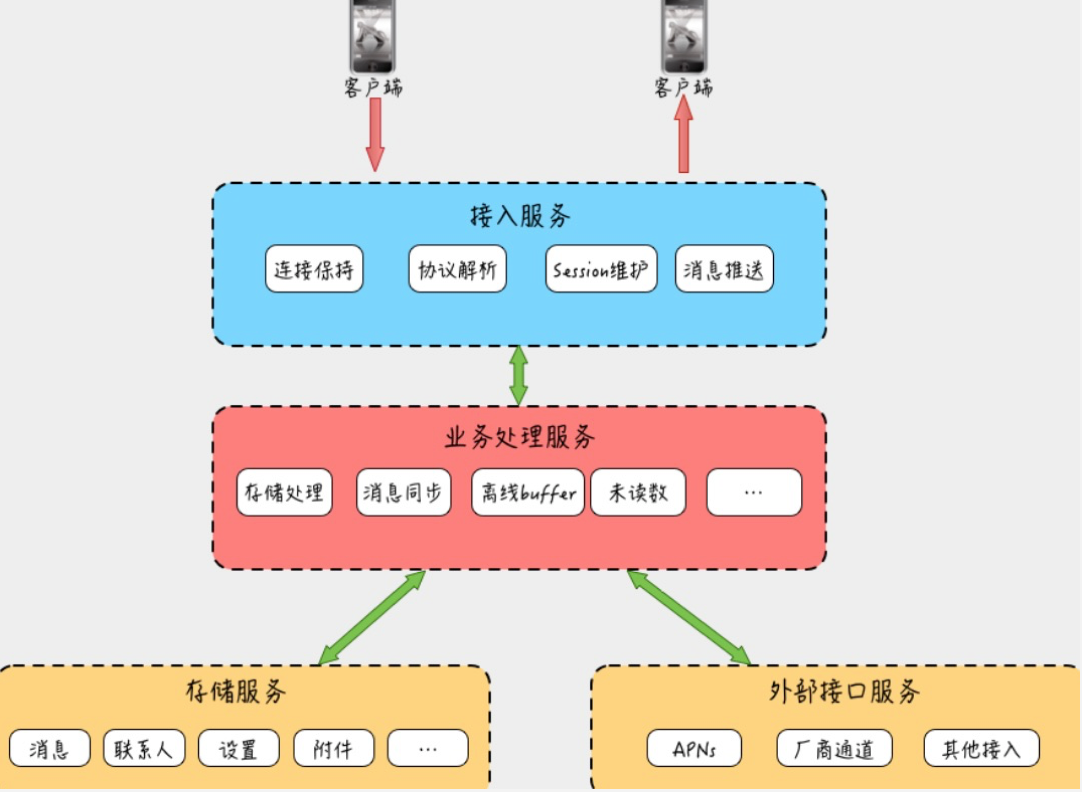 客户端
客户端
接入服务
连接保持
协议解析
Session维护
消息推送
业务处理服务
存储处理
消息同步
离线buffer
未读数
...
存储服务
消息
联系人
设置
附件
...
外部接口服务
APNs
厂商通道
其他接入